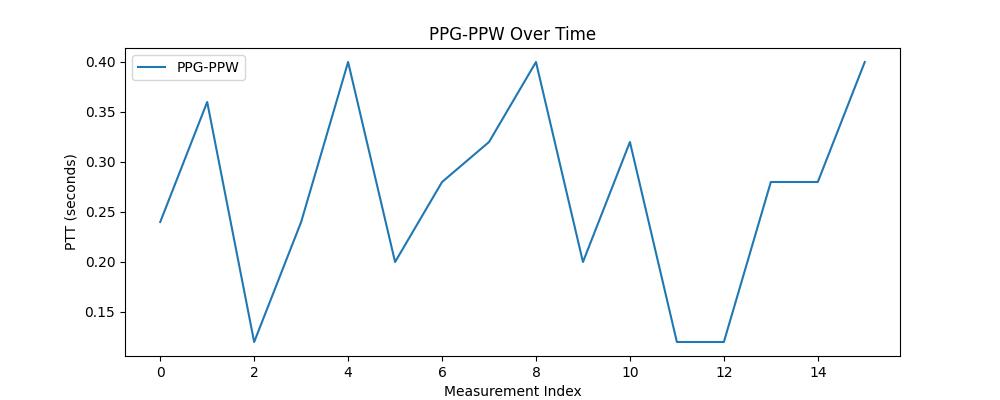 PPG-PPW Over Time
PPG-PPW
PTT (seconds)
0.40
0.35
0.30
0.25
0.20
0.15
0 2 4 6 8 10 12 14
Measurement Index